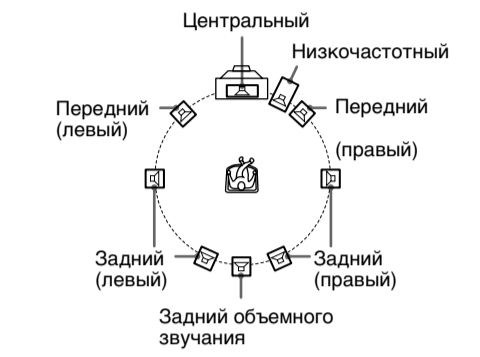 Центральный
Низкочастотный
Передний
(левый)
Передний
(правый)
Задний
(левый)
Задний
(правый)
Задний объемного
звучания